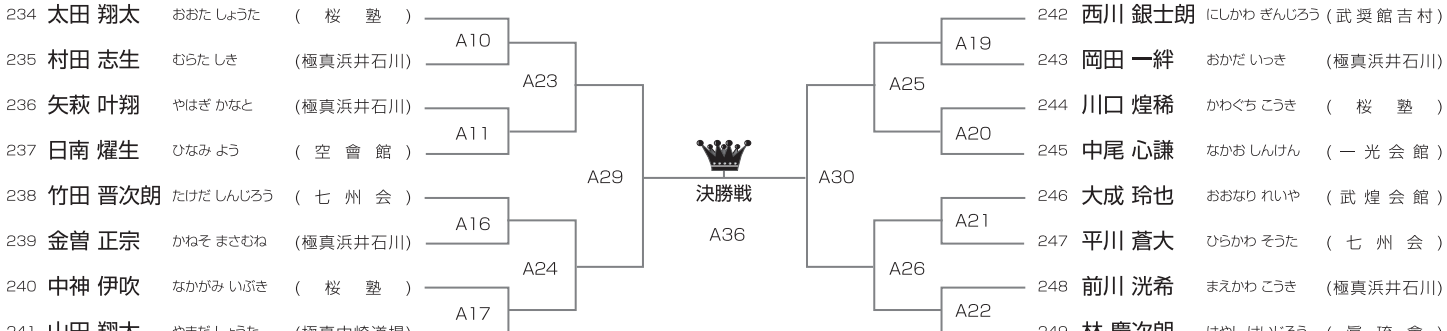 234 太田 翔太 おおた しょうた (桜塾)
235 村田 志生 むらた しき (極真浜井石川)
236 矢萩 叶翔 やはぎ かなと (極真浜井石川)
237 日南 燿生 ひなみ よう (空會館)
238 竹田 晋次朗 たけだ しんじろう (七州会)
239 金曽 正宗 かねそ まさむね (極真浜井石川)
240 中神 伊吹 なかがみ いぶき (桜塾)
A10
A11
A16
A17
A23
A24
A29
決勝戦
A36
A30
A25
A26
A19
A20
A21
A22
242 西川 銀士朗 にしかわ ぎんじろう (武奨館吉村)
243 岡田 一絆 おかだ いっき (極真浜井石川)
244 川口 煌稀 かわぐち こうき (桜塾)
245 中尾 心謙 なかお しんけん (一光会館)
246 大成 玲也 おおなり れいや (武煌会館)
247 平川 蒼大 ひらかわ そうた (七州会)
248 前川 洸希 まえかわ こうき (極真浜井石川)